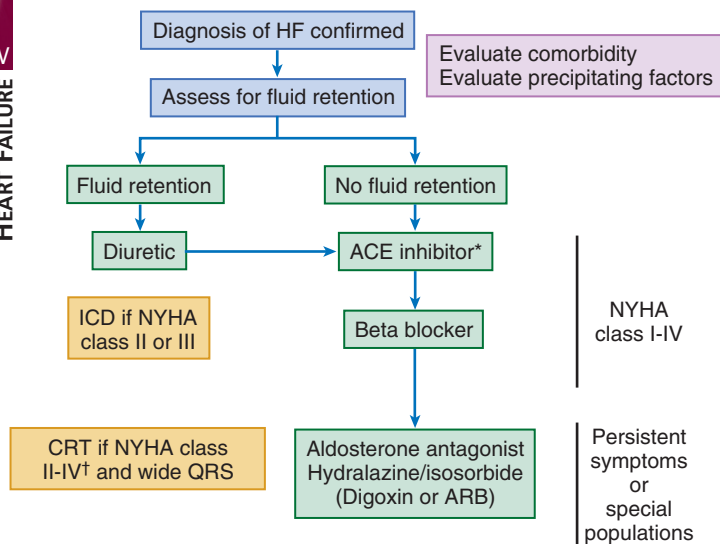 V
HEART FAILURE
Diagnosis of HF confirmed
Evaluate comorbidity
Evaluate precipitating factors
Assess for fluid retention
Fluid retention
No fluid retention
Diuretic
ACE inhibitor*
ICD if NYHA
class II or III
Beta blocker
NYHA
class I-IV
CRT if NYHA class
II-IV† and wide QRS
Aldosterone antagonist
Hydralazine/isosorbide
(Digoxin or ARB)
Persistent
symptoms
or
special
populations